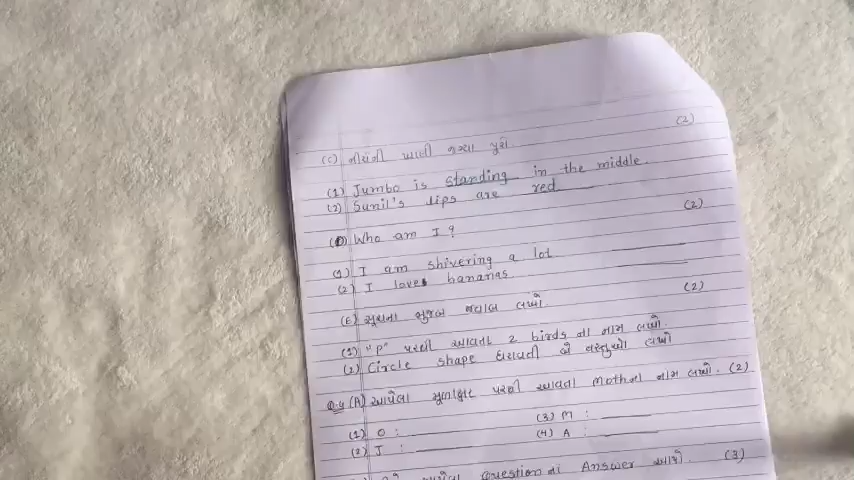 (C) નીચેની ખાલી જગ્યા પુરો (2)
(1) Jumbo is standing in the middle.
(2) Sunil's lips are red
(D) Who am I? (2)
(1) I am shivering a lot
(2) I loves bananas
(E) સૂચના મુજબ જવાબ લખો. (2)
(1) "P" પરથી આવતા 2 birds ના નામ લખો.
(2) Circle shape ધરાવતી બે વસ્તુઓ લખો
Q.4 (A) આપેલા મૂળાક્ષર પરથી આવતા Month નામ લખો. (2)
(1) O : (3) M :
(2) J : (4) A :
આપેલા Question ના Answer આપો. (3)